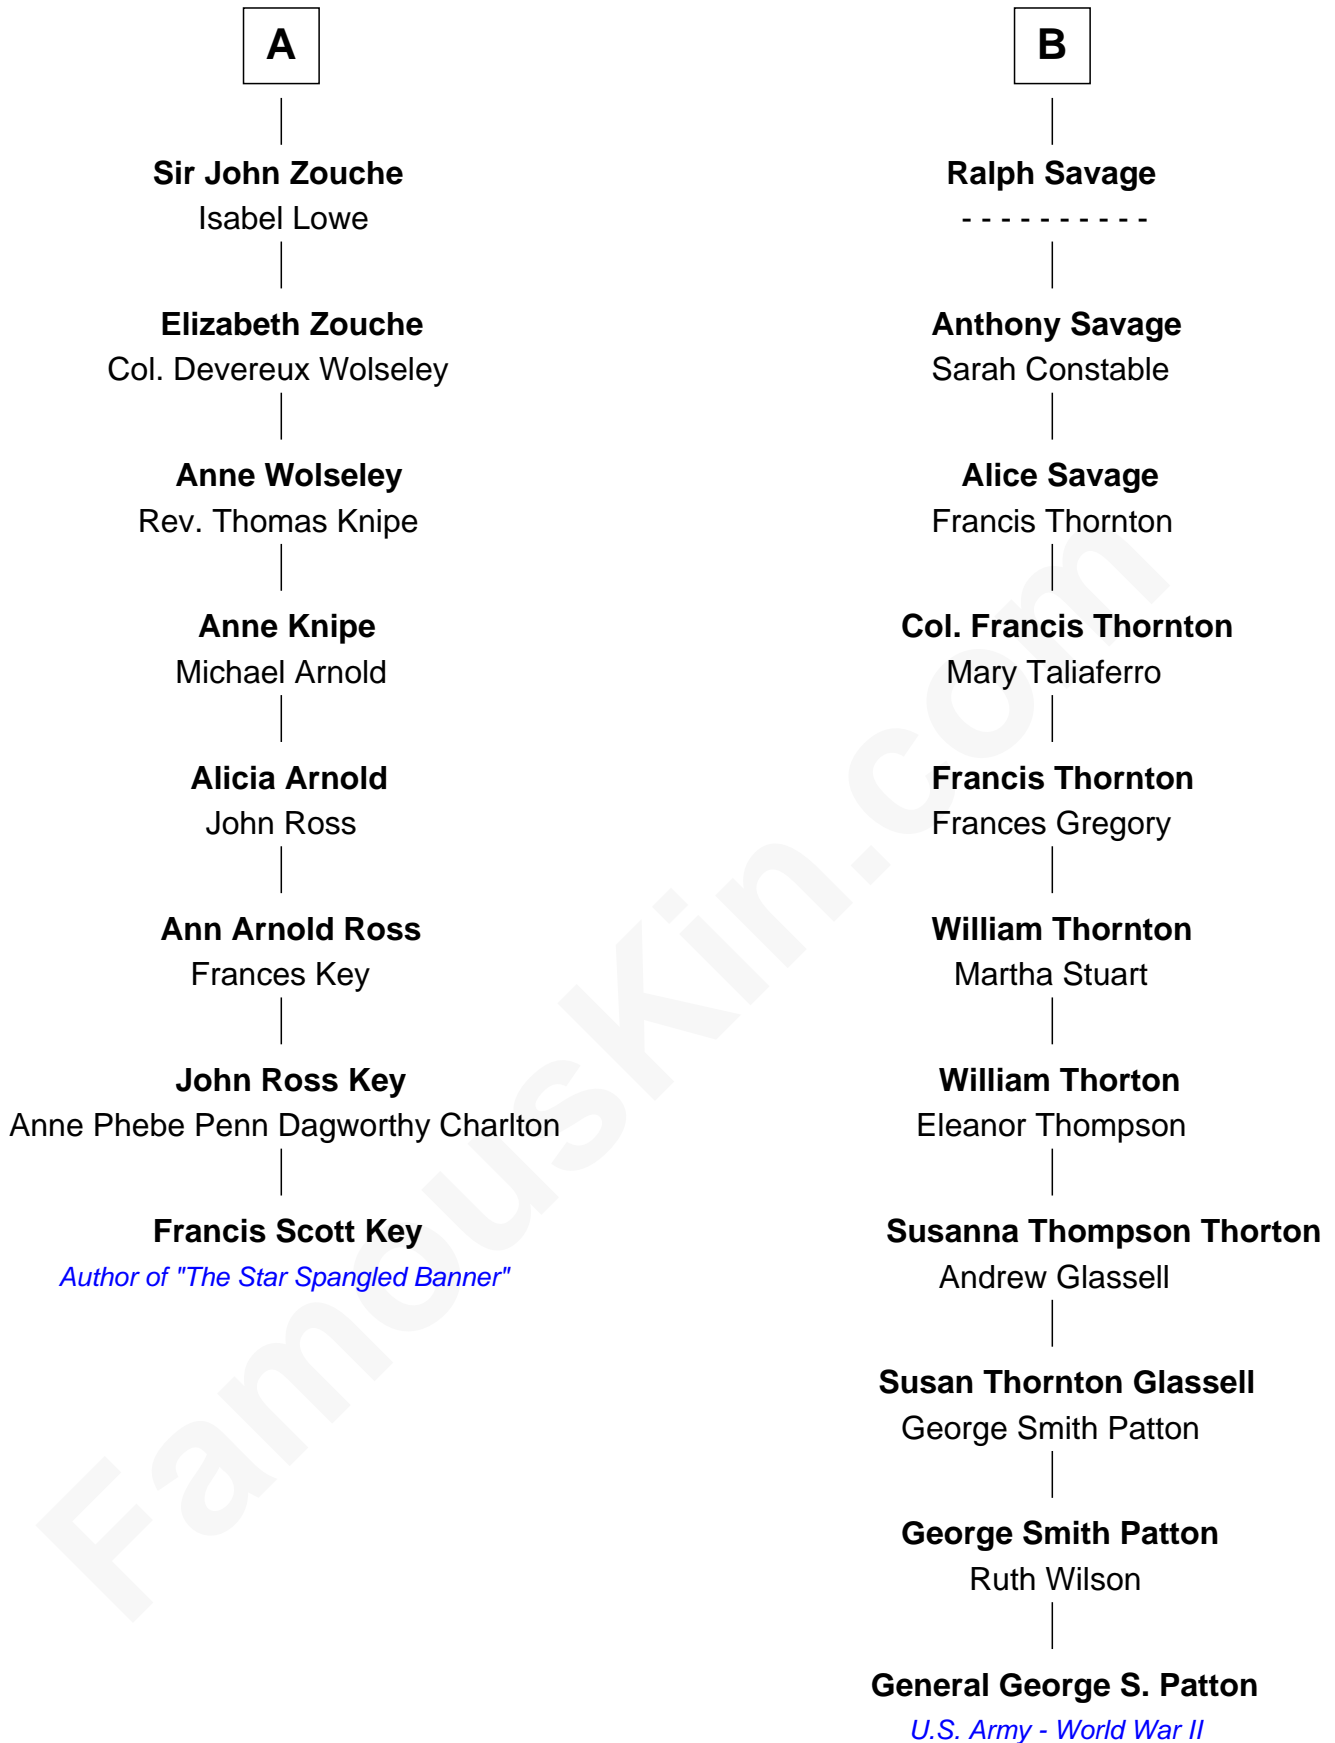 A
Sir John Zouche
Isabel Lowe
Elizabeth Zouche
Col. Devereux Wolseley
Anne Wolseley
Rev. Thomas Knipe
Anne Knipe
Michael Arnold
Alicia Arnold
John Ross
Ann Arnold Ross
Frances Key
John Ross Key
Anne Phebe Penn Dagworthy Charlton
Francis Scott Key
Author of "The Star Spangled Banner"
B
Ralph Savage
- - - - - - - - - -
Anthony Savage
Sarah Constable
Alice Savage
Francis Thornton
Col. Francis Thornton
Mary Taliaferro
Francis Thornton
Frances Gregory
William Thornton
Martha Stuart
William Thorton
Eleanor Thompson
Susanna Thompson Thorton
Andrew Glassell
Susan Thornton Glassell
George Smith Patton
George Smith Patton
Ruth Wilson
General George S. Patton
U.S. Army - World War II
FamousKin.com